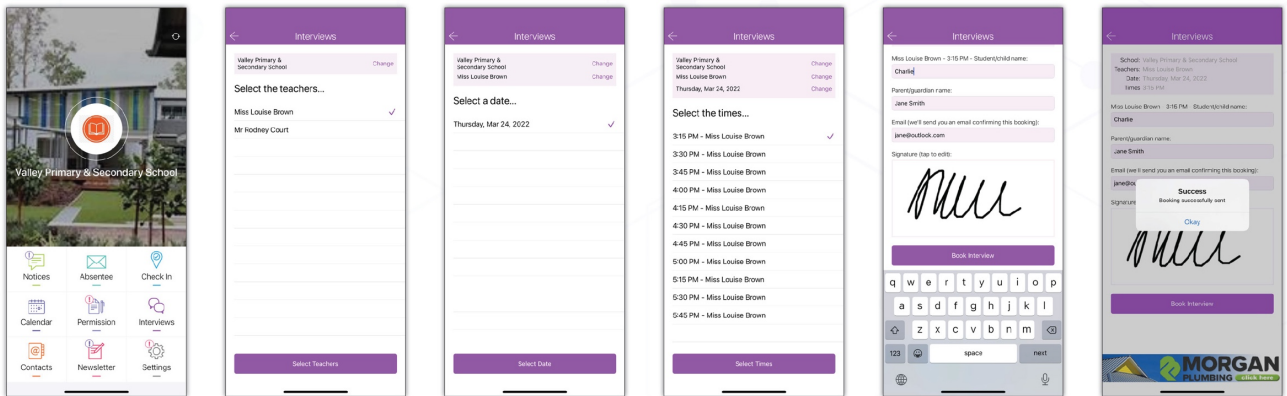 Valley Primary & Secondary School
Notices
Absentee
Check In
Calendar
Permission
Interviews
Contacts
Newsletter
Settings
Interviews
Valley Primary &
Secondary School
Change
Select the teachers...
Miss Louise Brown
Mr Rodney Court
Select Teachers
Interviews
Valley Primary &
Secondary School
Change
Miss Louise Brown
Change
Select a date...
Thursday, Mar 24, 2022
Select Date
Interviews
Valley Primary &
Secondary School
Change
Miss Louise Brown
Change
Thursday, Mar 24, 2022
Change
Select the times...
3:15 PM - Miss Louise Brown
3:30 PM - Miss Louise Brown
3:45 PM - Miss Louise Brown
4:00 PM - Miss Louise Brown
4:15 PM - Miss Louise Brown
4:30 PM - Miss Louise Brown
4:45 PM - Miss Louise Brown
5:00 PM - Miss Louise Brown
5:15 PM - Miss Louise Brown
5:30 PM - Miss Louise Brown
5:45 PM - Miss Louise Brown
Select Times
Interviews
Miss Louise Brown - 3:15 PM - Student/child name:
Charlie
Parent/guardian name:
Jane Smith
Email (we'll send you an email confirming this booking):
jane@outlook.com
Signature (tap to edit:
Book Interview
q w e r t y u i o p
a s d f g h j k l
z x c v b n m
123 space next
Interviews
School: Valley Primary & Secondary School
Teachers: Miss Louise Brown
Date: Thursday, Mar 24, 2022
Times: 3:15 PM
Miss Louise Brown - 3:15 PM - Student/child name:
Charlie
Parent/guardian name:
Jane Smith
Email (we'll send you an email confirming this booking):
jane@ou
Signature
Success
Booking successfully sent
Okay
Book Interview
MORGAN
PLUMBING click here